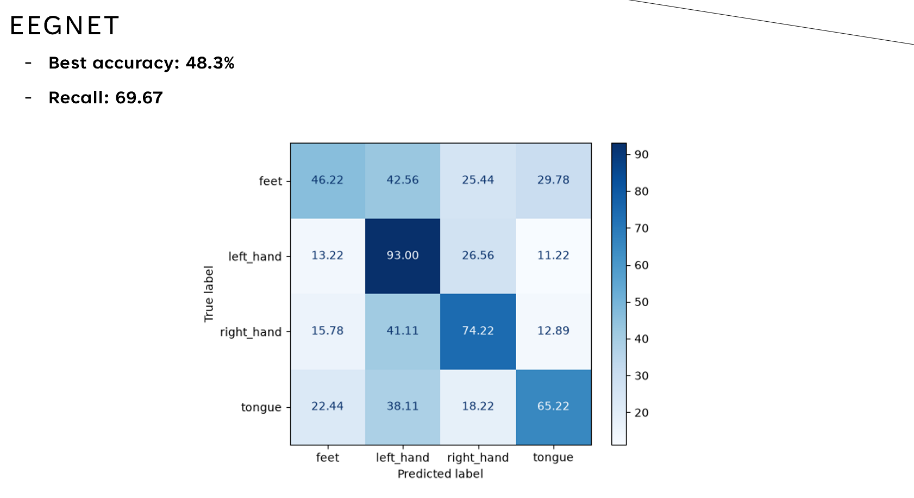 EEGNET
- Best accuracy: 48.3%
- Recall: 69.67
feet 46.22 42.56 25.44 29.78
left_hand 13.22 93.00 26.56 11.22
right_hand 15.78 41.11 74.22 12.89
tongue 22.44 38.11 18.22 65.22
feet left_hand right_hand tongue
Predicted label
True label
90
80
70
60
50
40
30
20